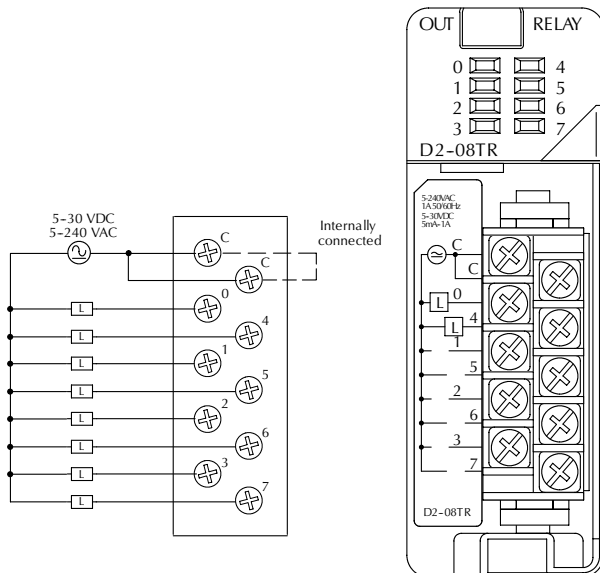 5-30 VDC
5-240 VAC
C
C
Internally
connected
0
4
1
5
2
6
3
7
L
L
L
L
L
L
L
L
OUT RELAY
0 4
1 5
2 6
3 7
D2-08TR
5-240VAC
1A 50/60Hz
5-30VDC
5mA-1A
C
C
L 0
L 4
1
5
2
6
3
7
D2-08TR